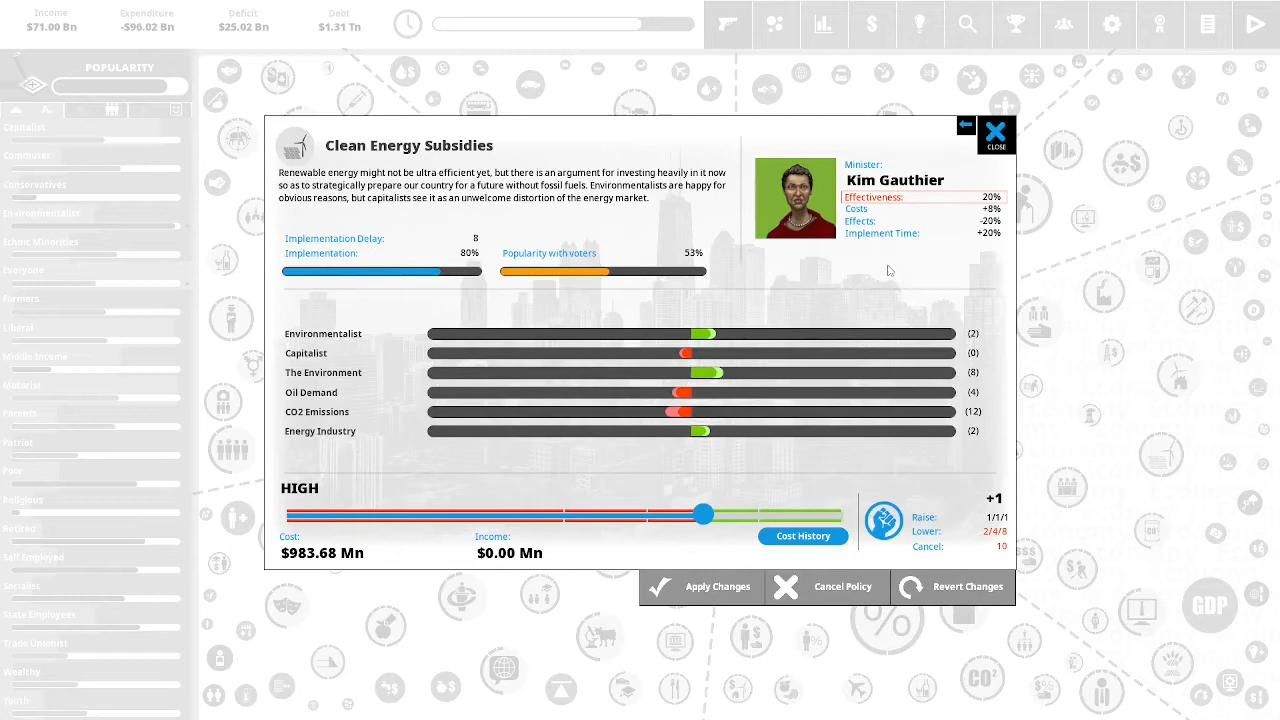 Income
$71.00 Bn
Expenditure
-$96.02 Bn
Deficit
$25.02 Bn
Debt
$1.31 Tn
POPULARITY
Capitalist
Commuter
Conservatives
Environmentalist
Ethnic Minorities
Everyone
Farmers
Liberal
Middle Income
Motorist
Parents
Patriot
Poor
Religious
Retired
Self Employed
Socialist
State Employees
Trade Unionist
Wealthy
Youth
Clean Energy Subsidies
Renewable energy might not be ultra efficient yet, but there is an argument for investing heavily in it now
so as to strategically prepare our country for a future without fossil fuels. Environmentalists are happy for
obvious reasons, but capitalists see it as an unwelcome distortion of the energy market.
CLOSE
Minister:
Kim Gauthier
Effectiveness: 20%
Costs +8%
Effects: -20%
Implement Time: +20%
Implementation Delay: 8
Implementation: 80%
Popularity with voters 53%
Environmentalist (2)
Capitalist (0)
The Environment (8)
Oil Demand (4)
CO2 Emissions (12)
Energy Industry (2)
HIGH
Cost:
$983.68 Mn
Income:
$0.00 Mn
Cost History
+1
Raise: 1/1/1
Lower: 2/4/8
Cancel: 10
Apply Changes
Cancel Policy
Revert Changes
GDP
CO²